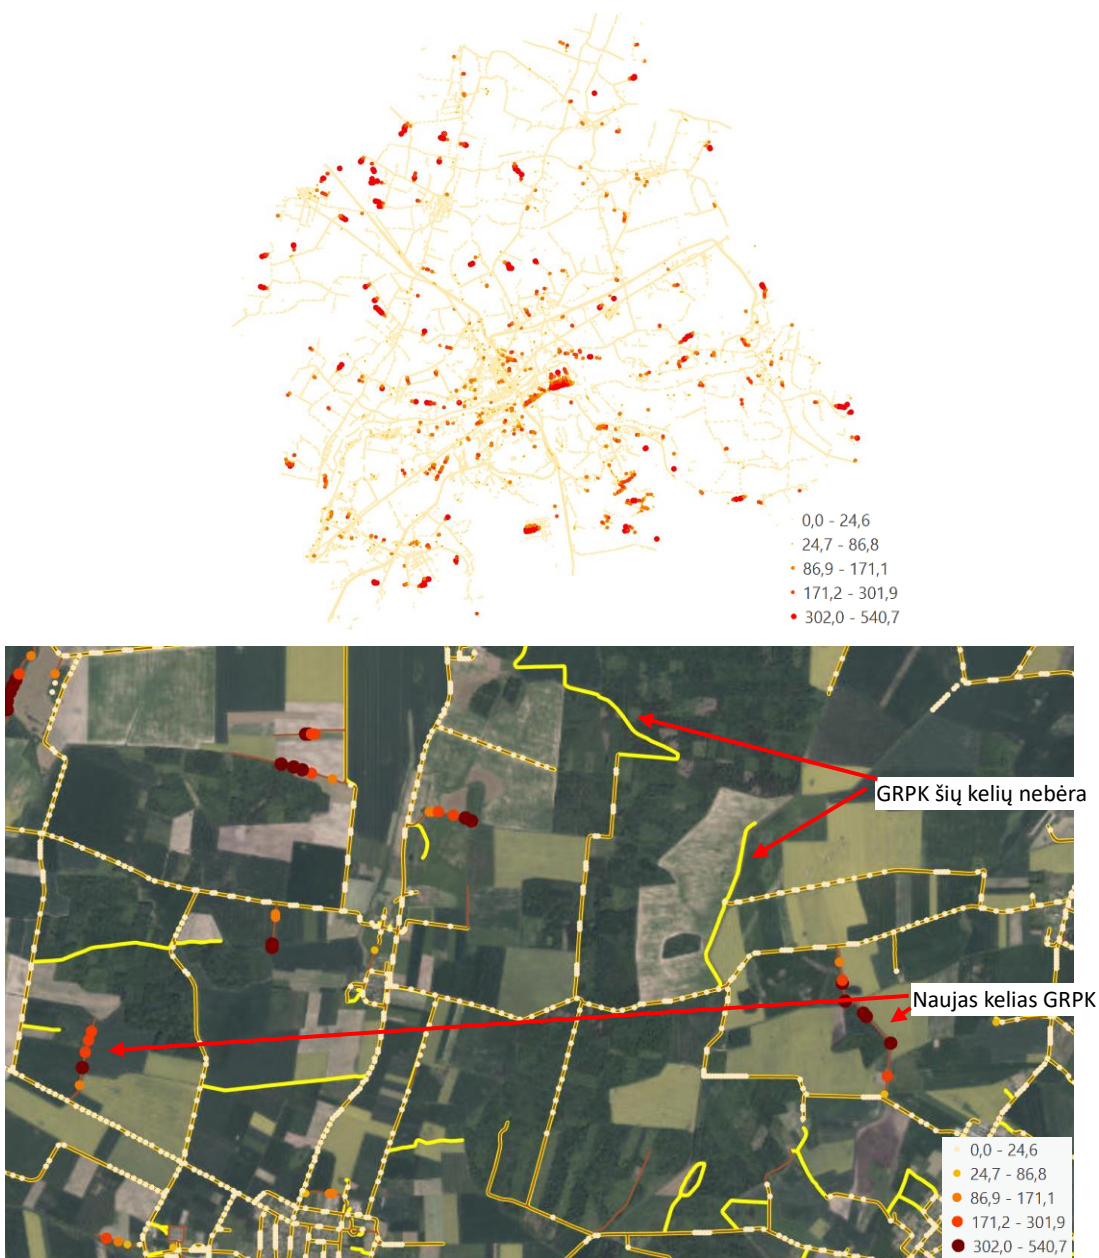 0,0 - 24,6
24,7 - 86,8
86,9 - 171,1
171,2 - 301,9
302,0 - 540,7
GRPK šių kelių nebėra
Naujas kelias GRPK
0,0 - 24,6
24,7 - 86,8
86,9 - 171,1
171,2 - 301,9
302,0 - 540,7